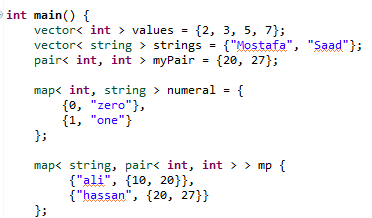 int main() {
    vector< int > values = {2, 3, 5, 7};
    vector< string > strings = {"Mostafa", "Saad"};
    pair< int, int > myPair = {20, 27};

    map< int, string > numeral = {
        {0, "zero"},
        {1, "one"}
    };

    map< string, pair< int, int > > mp {
         {"ali", {10, 20}},
         {"hassan", {20, 27}}
    };